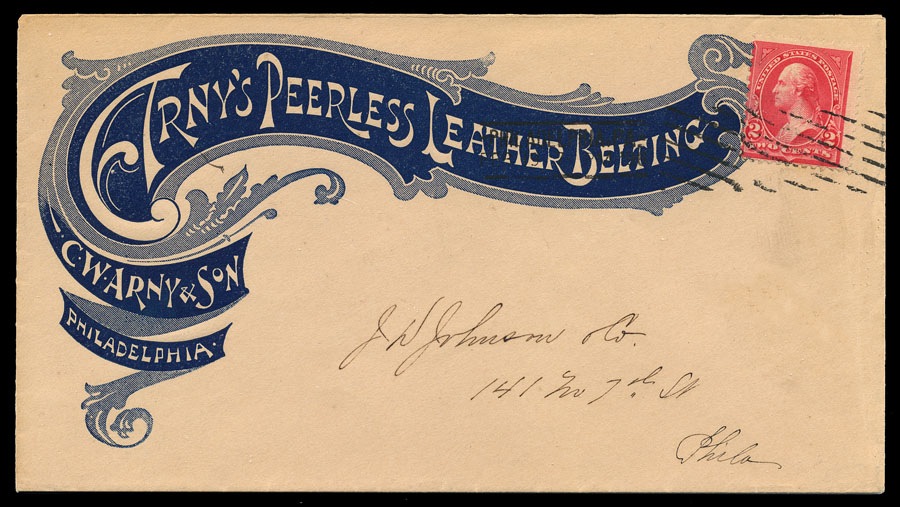 ARNY'S PEERLESS LEATHER BELTING
C.W. ARNY & SON
PHILADELPHIA.
UNITED STATES POSTAGE
2 2
TWO CENTS
J D Johnson & Co.
141 No 7th St
Phila